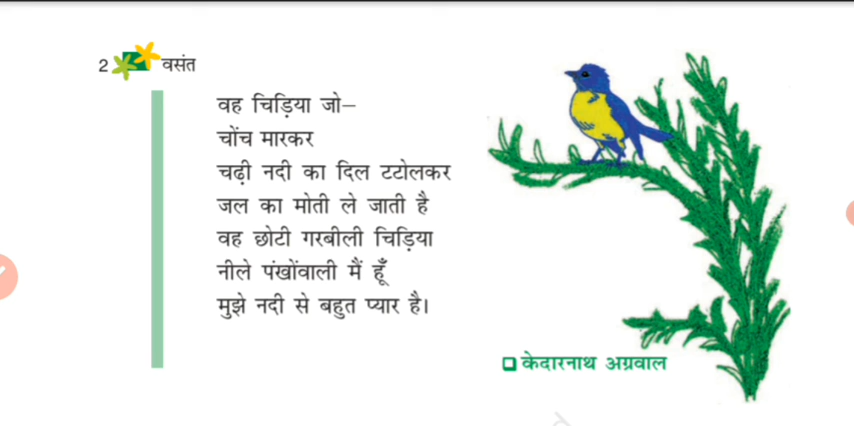 2 वसंत
वह चिड़िया जो–
चोंच मारकर
चढ़ी नदी का दिल टटोलकर
जल का मोती ले जाती है
वह छोटी गरबीली चिड़िया
नीले पंखोंवाली मैं हूँ
मुझे नदी से बहुत प्यार है।
❑ केदारनाथ अग्रवाल